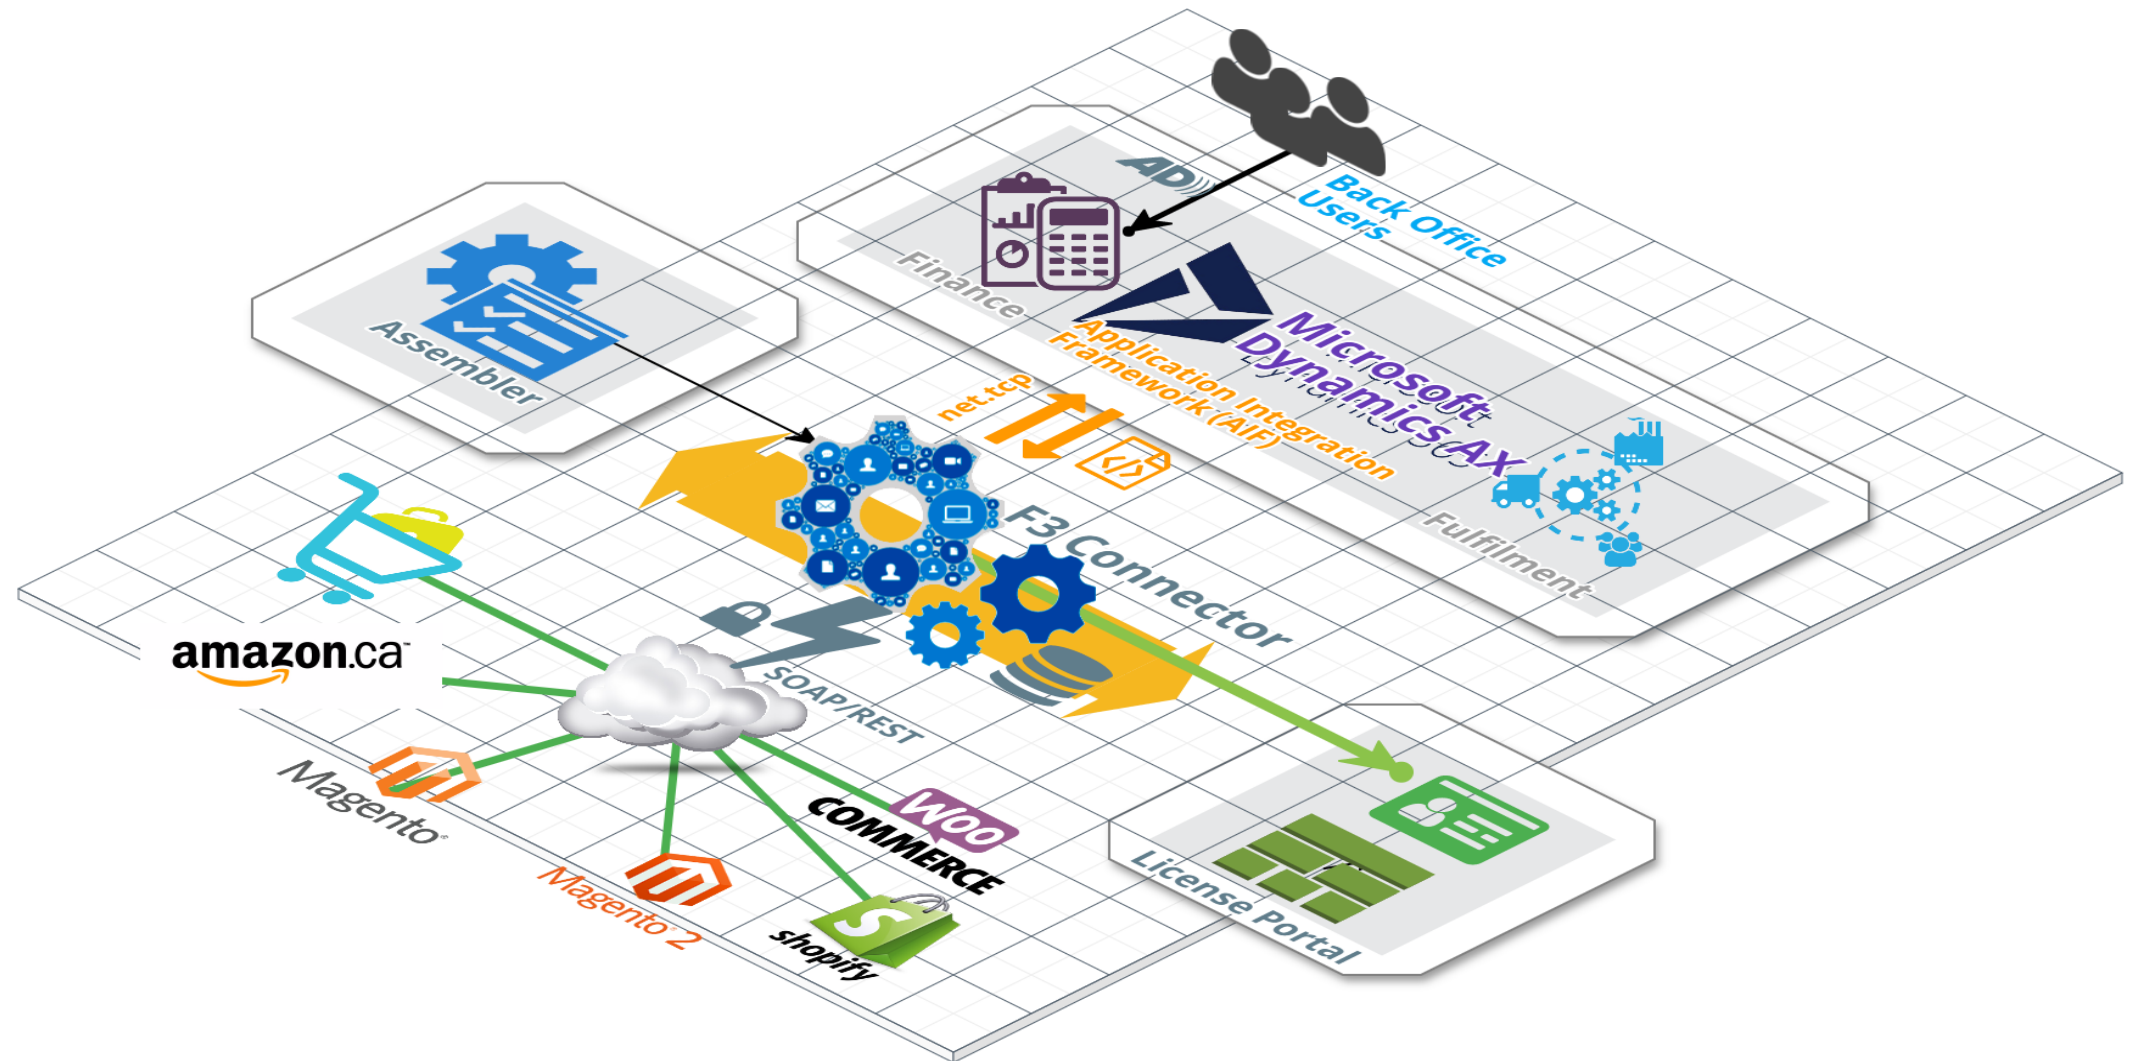 AD
Back Office
Users
Finance
Microsoft
Dynamics AX
Application Integration
Framework (AIF)
net.tcp
</>
Assembler
F3 Connector
Fulfilment
SOAP/REST
amazon.ca
Magento®
Magento® 2
WOO
COMMERCE
shopify
License Portal